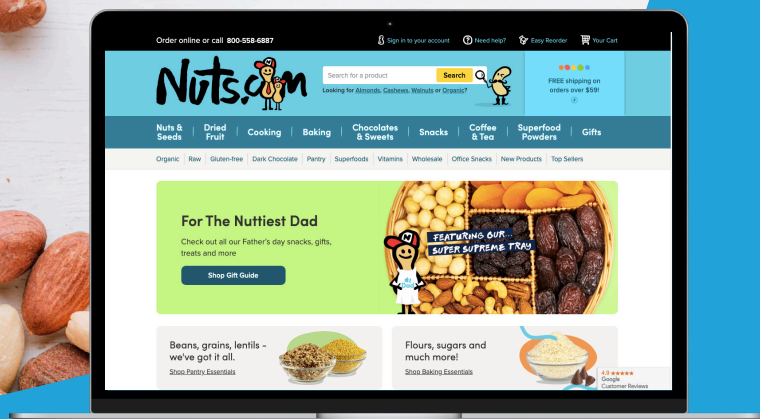 Order online or call 800-558-6887
Sign in to your account
Need help?
Easy Reorder
Your Cart
Nuts.com
Search for a product
Search
Looking for Almonds, Cashews, Walnuts or Organic?
FREE shipping on
orders over $59!
Nuts &
Seeds
Dried
Fruit
Cooking
Baking
Chocolates
& Sweets
Snacks
Coffee
& Tea
Superfood
Powders
Gifts
Organic
Raw
Gluten-free
Dark Chocolate
Pantry
Superfoods
Vitamins
Wholesale
Office Snacks
New Products
Top Sellers
For The Nuttiest Dad
Check out all our Father's day snacks, gifts,
treats and more
Shop Gift Guide
FEATURING OUR...
SUPER SUPREME TRAY
#1
Dad
Beans, grains, lentils -
we've got it all.
Shop Pantry Essentials
Flours, sugars and
much more!
Shop Baking Essentials
4.9 ★★★★★
Google
Customer Reviews